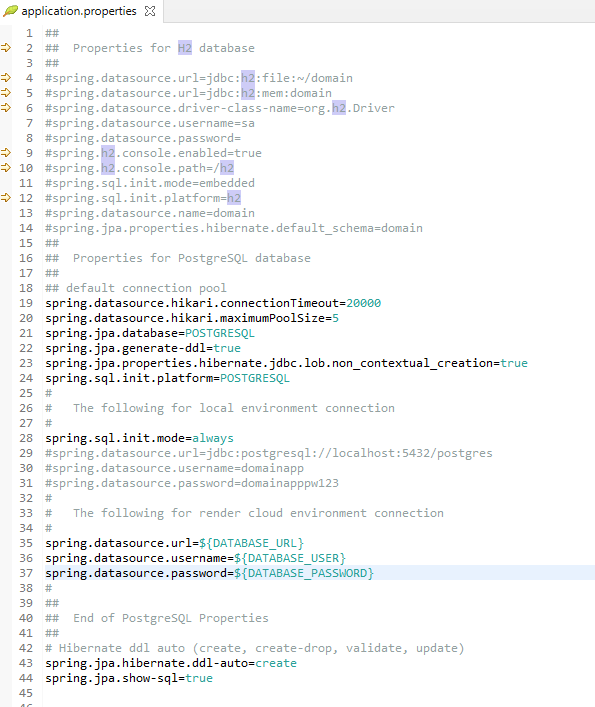 application.properties
1 ##
2 ##  Properties for H2 database
3 ##
4 #spring.datasource.url=jdbc:h2:file:~/domain
5 #spring.datasource.url=jdbc:h2:mem:domain
6 #spring.datasource.driver-class-name=org.h2.Driver
7 #spring.datasource.username=sa
8 #spring.datasource.password=
9 #spring.h2.console.enabled=true
10 #spring.h2.console.path=/h2
11 #spring.sql.init.mode=embedded
12 #spring.sql.init.platform=h2
13 #spring.datasource.name=domain
14 #spring.jpa.properties.hibernate.default_schema=domain
15 ##
16 ##  Properties for PostgreSQL database
17 ##
18 ## default connection pool
19 spring.datasource.hikari.connectionTimeout=20000
20 spring.datasource.hikari.maximumPoolSize=5
21 spring.jpa.database=POSTGRESQL
22 spring.jpa.generate-ddl=true
23 spring.jpa.properties.hibernate.jdbc.lob.non_contextual_creation=true
24 spring.sql.init.platform=POSTGRESQL
25 #
26 #   The following for local environment connection
27 #
28 spring.sql.init.mode=always
29 #spring.datasource.url=jdbc:postgresql://localhost:5432/postgres
30 #spring.datasource.username=domainapp
31 #spring.datasource.password=domainapppw123
32 #
33 #   The following for render cloud environment connection
34 #
35 spring.datasource.url=${DATABASE_URL}
36 spring.datasource.username=${DATABASE_USER}
37 spring.datasource.password=${DATABASE_PASSWORD}
38 #
39 ##
40 ##  End of PostgreSQL Properties
41 ##
42 # Hibernate ddl auto (create, create-drop, validate, update)
43 spring.jpa.hibernate.ddl-auto=create
44 spring.jpa.show-sql=true
45